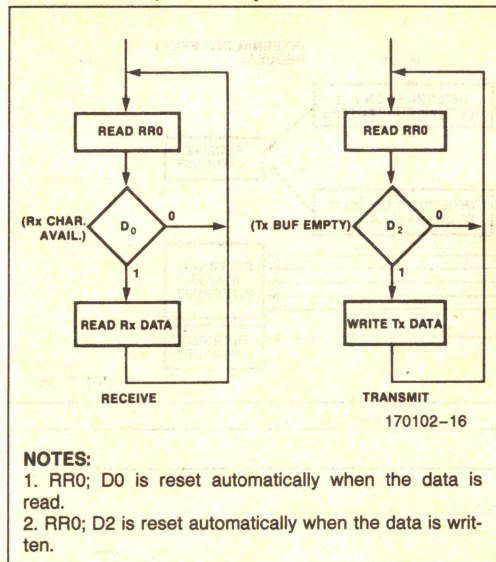 READ RR0
(Rx CHAR.
AVAIL.)
D0
0
1
READ Rx DATA
RECEIVE
READ RR0
(Tx BUF EMPTY)
D2
0
1
WRITE Tx DATA
TRANSMIT
170102–16
NOTES:
1. RR0; D0 is reset automatically when the data is
read.
2. RR0; D2 is reset automatically when the data is writ-
ten.